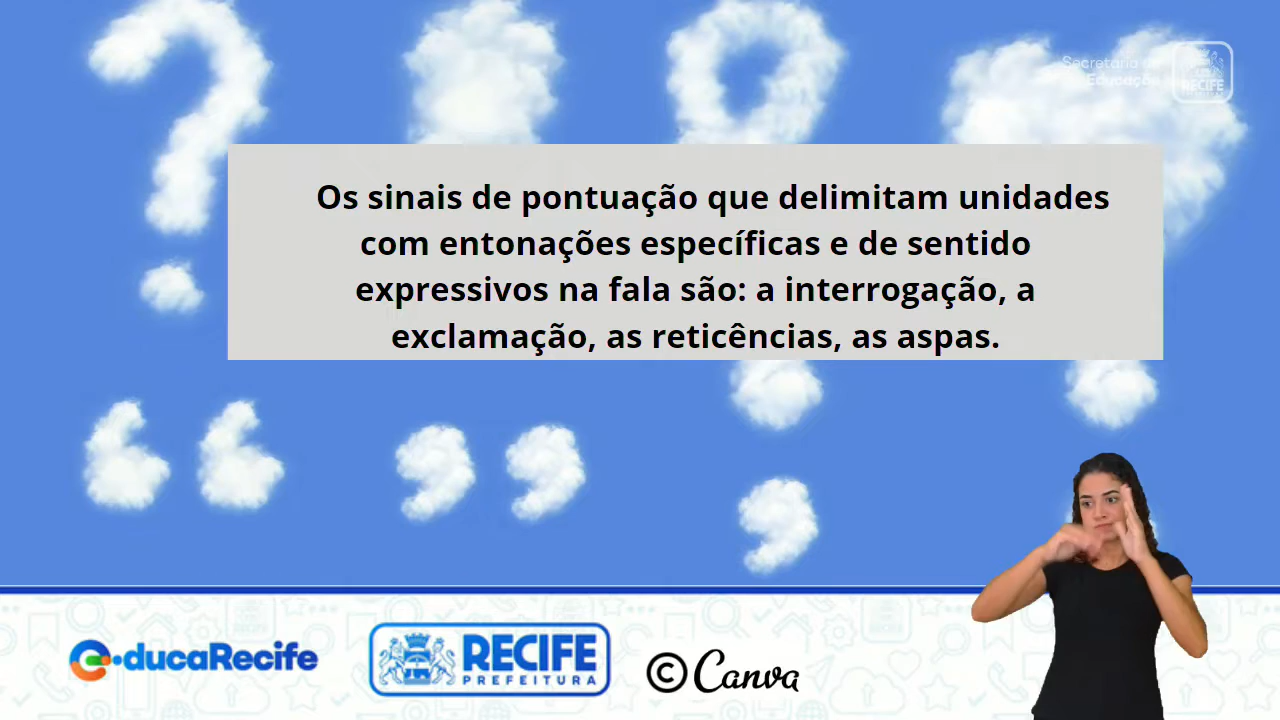 Secretaria de
Educação
RECIFE
Os sinais de pontuação que delimitam unidades
com entonações específicas e de sentido
expressivos na fala são: a interrogação, a
exclamação, as reticências, as aspas.
ducaRecife
RECIFE
PREFEITURA
© Canva